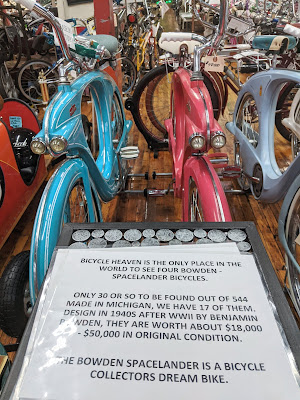 BICYCLE HEAVEN IS THE ONLY PLACE IN THE
WORLD TO SEE FOUR BOWDEN -
SPACELANDER BICYCLES.
ONLY 30 OR SO TO BE FOUND OUT OF 544
MADE IN MICHIGAN, WE HAVE 17 OF THEM.
DESIGN IN 1940S AFTER WWII BY BENJAMIN
BOWDEN, THEY ARE WORTH ABOUT $18,000
- $50,000 IN ORIGINAL CONDITION.
THE BOWDEN SPACELANDER IS A BICYCLE
COLLECTORS DREAM BIKE.